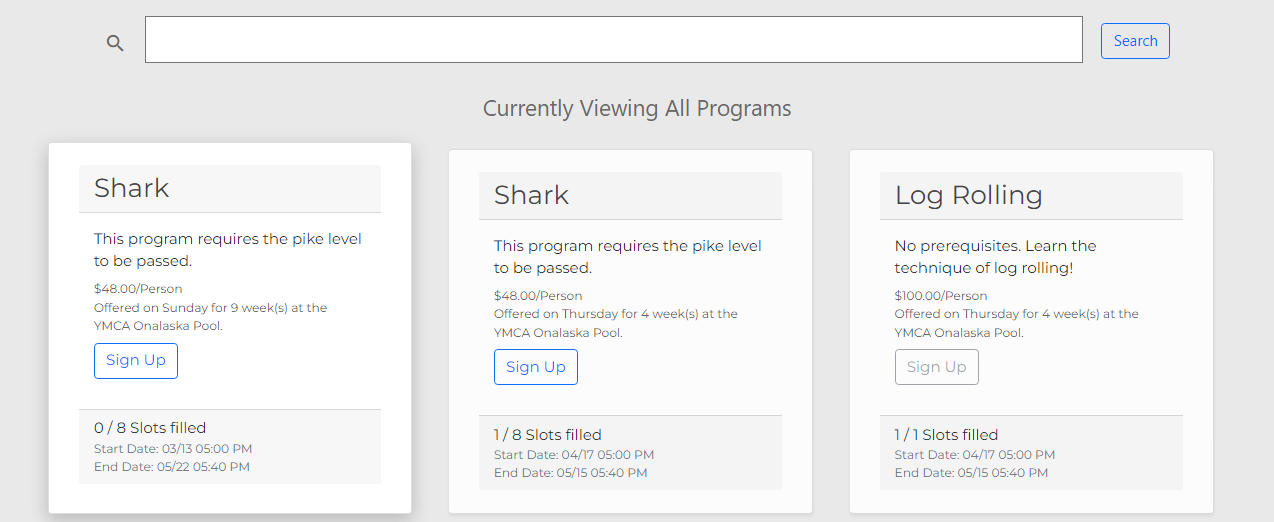 Search
Currently Viewing All Programs
Shark
This program requires the pike level
to be passed.
$48.00/Person
Offered on Sunday for 9 week(s) at the
YMCA Onalaska Pool.
Sign Up
0 / 8 Slots filled
Start Date: 03/13 05:00 PM
End Date: 05/22 05:40 PM
Shark
This program requires the pike level
to be passed.
$48.00/Person
Offered on Thursday for 4 week(s) at the
YMCA Onalaska Pool.
Sign Up
1 / 8 Slots filled
Start Date: 04/17 05:00 PM
End Date: 05/15 05:40 PM
Log Rolling
No prerequisites. Learn the
technique of log rolling!
$100.00/Person
Offered on Thursday for 4 week(s) at the
YMCA Onalaska Pool.
Sign Up
1 / 1 Slots filled
Start Date: 04/17 05:00 PM
End Date: 05/15 05:40 PM